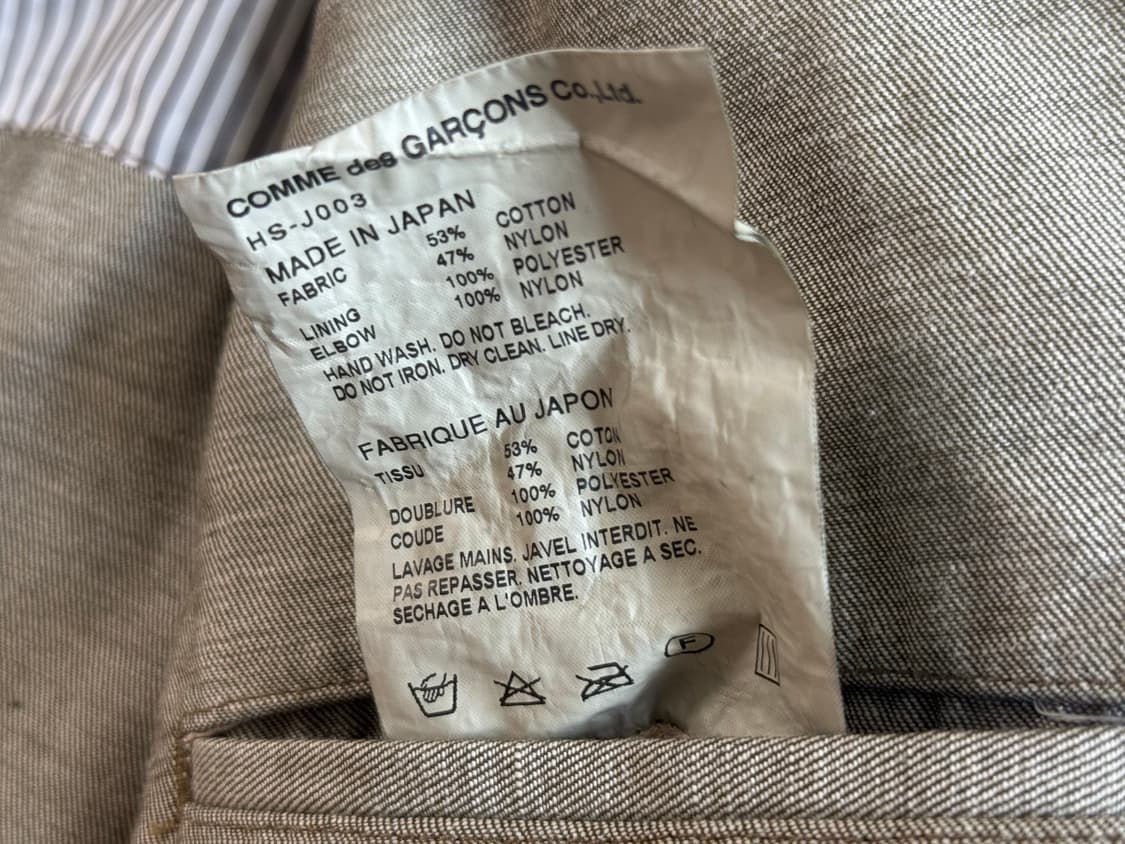 COMME des GARÇONS Co.,Ltd.
HS-J003
MADE IN JAPAN
FABRIC 53% COTTON
47% NYLON
LINING 100% POLYESTER
ELBOW 100% NYLON
HAND WASH. DO NOT BLEACH.
DO NOT IRON. DRY CLEAN. LINE DRY.
FABRIQUE AU JAPON
TISSU 53% COTON
47% NYLON
DOUBLURE 100% POLYESTER
COUDE 100% NYLON
LAVAGE MAINS. JAVEL INTERDIT. NE
PAS REPASSER. NETTOYAGE A SEC.
SECHAGE A L'OMBRE.
F